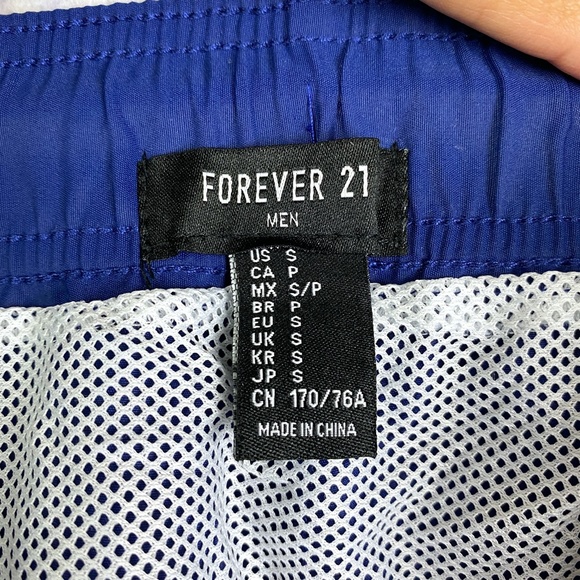 FOREVER 21
MEN
US S
CA P
MX S/P
BR P
EU S
UK S
KR S
JP S
CN 170/76A
MADE IN CHINA